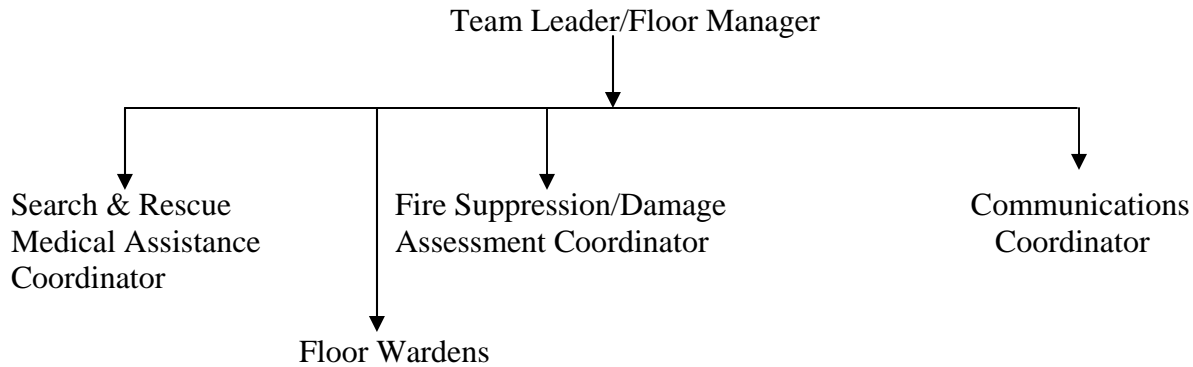 Team Leader/Floor Manager
Search & Rescue
Medical Assistance
Coordinator
Fire Suppression/Damage
Assessment Coordinator
Communications
Coordinator
Floor Wardens